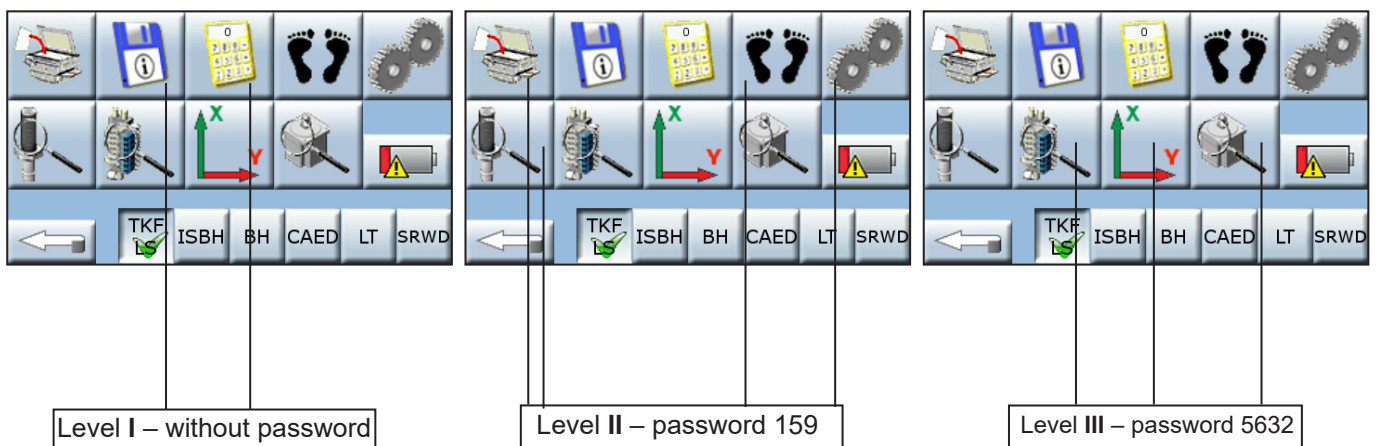 0
X
Y
TKF
LS
ISBH
BH
CAED
LT
SRWD
Level I – without password
0
X
Y
TKF
LS
ISBH
BH
CAED
LT
SRWD
Level II – password 159
0
X
Y
TKF
LS
ISBH
BH
CAED
LT
SRWD
Level III – password 5632